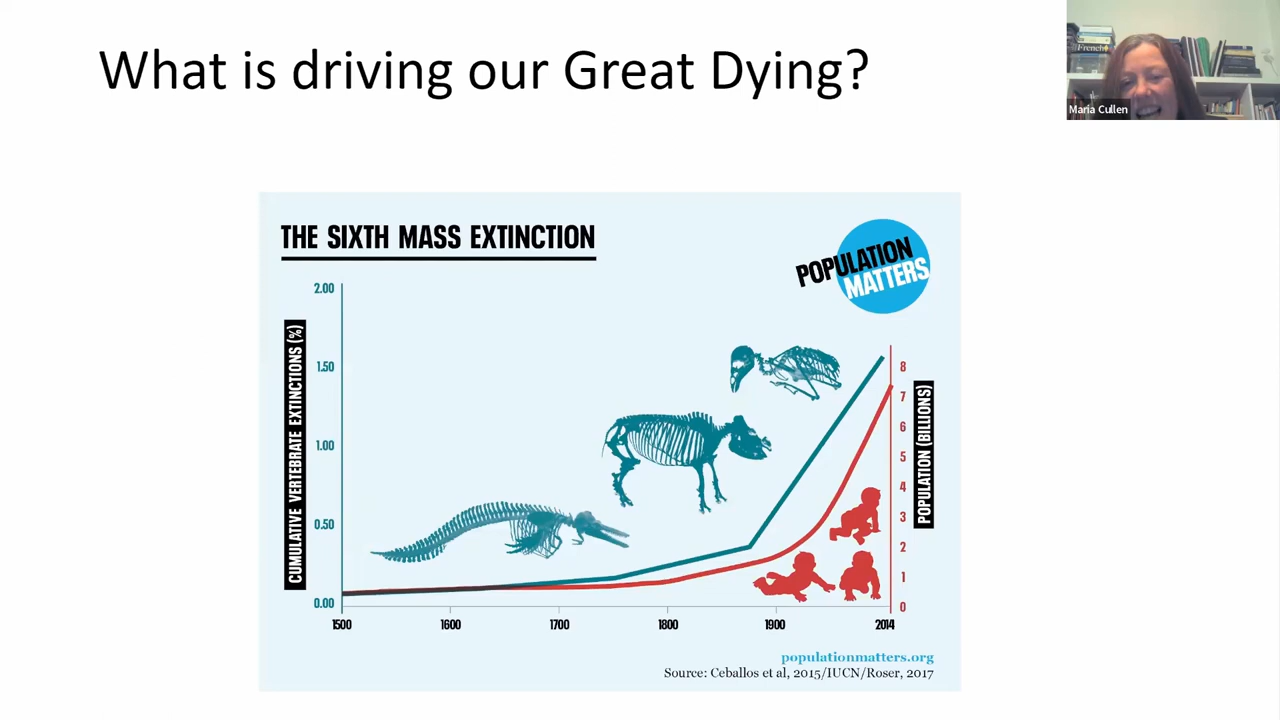 What is driving our Great Dying?
French
Maria Cullen
THE SIXTH MASS EXTINCTION
POPULATION
MATTERS
CUMULATIVE VERTEBRATE EXTINCTIONS (%)
2.00
1.50
1.00
0.50
0.00
POPULATION (BILLIONS)
8
7
6
5
4
3
2
1
0
1500 1600 1700 1800 1900 2014
populationmatters.org
Source: Ceballos et al, 2015/IUCN/Roser, 2017